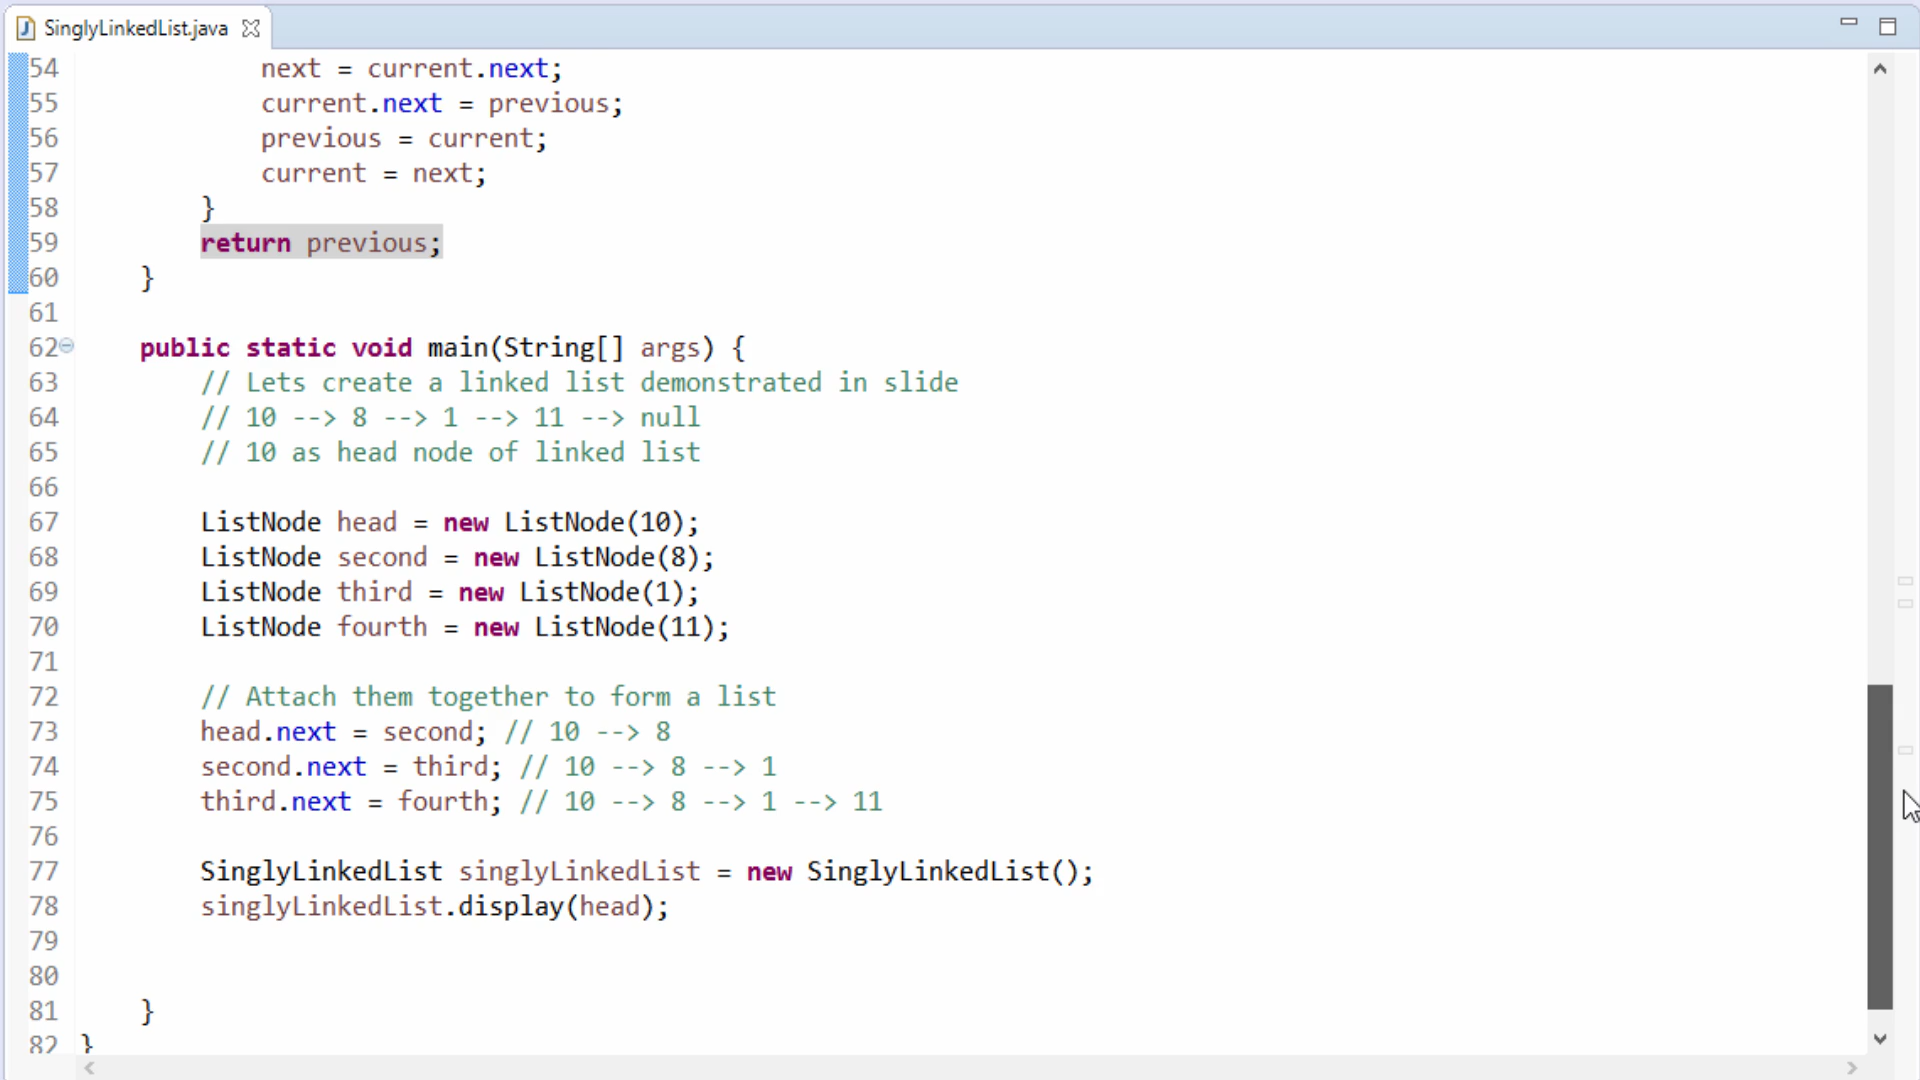 SinglyLinkedList.java
54 next = current.next;
55 current.next = previous;
56 previous = current;
57 current = next;
58 }
59 return previous;
60 }
61
62 public static void main(String[] args) {
63 // Lets create a linked list demonstrated in slide
64 // 10 --> 8 --> 1 --> 11 --> null
65 // 10 as head node of linked list
66
67 ListNode head = new ListNode(10);
68 ListNode second = new ListNode(8);
69 ListNode third = new ListNode(1);
70 ListNode fourth = new ListNode(11);
71
72 // Attach them together to form a list
73 head.next = second; // 10 --> 8
74 second.next = third; // 10 --> 8 --> 1
75 third.next = fourth; // 10 --> 8 --> 1 --> 11
76
77 SinglyLinkedList singlyLinkedList = new SinglyLinkedList();
78 singlyLinkedList.display(head);
79
80
81 }
82 }